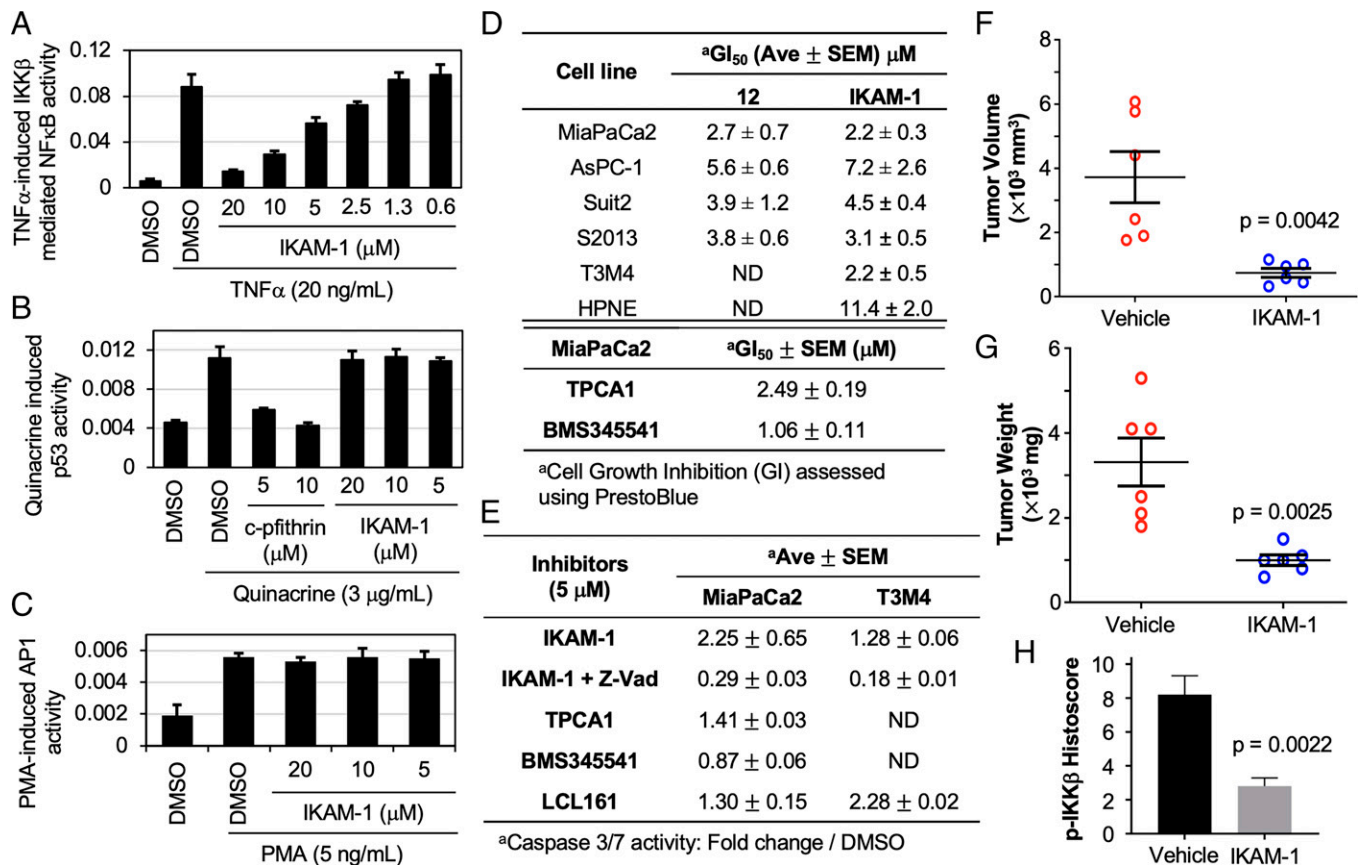 A
TNFα-induced IKKβ
mediated NFκB activity
0.12
0.08
0.04
0
DMSO
DMSO
20 10 5 2.5 1.3 0.6
IKAM-1 (μM)
TNFα (20 ng/mL)
B
Quinacrine induced
p53 activity
0.012
0.008
0.004
0
DMSO
DMSO
5 10 20 10 5
c-pfithrin
(μM)
IKAM-1
(μM)
Quinacrine (3 μg/mL)
C
PMA-induced AP1
activity
0.006
0.004
0.002
0
DMSO
DMSO
20 10 5
IKAM-1 (μM)
PMA (5 ng/mL)
D
Cell line
aGI50 (Ave ± SEM) μM
12 IKAM-1
MiaPaCa2 2.7 ± 0.7 2.2 ± 0.3
AsPC-1 5.6 ± 0.6 7.2 ± 2.6
Suit2 3.9 ± 1.2 4.5 ± 0.4
S2013 3.8 ± 0.6 3.1 ± 0.5
T3M4 ND 2.2 ± 0.5
HPNE ND 11.4 ± 2.0
MiaPaCa2 aGI50 ± SEM (μM)
TPCA1 2.49 ± 0.19
BMS345541 1.06 ± 0.11
aCell Growth Inhibition (GI) assessed
using PrestoBlue
E
Inhibitors
(5 μM)
aAve ± SEM
MiaPaCa2 T3M4
IKAM-1 2.25 ± 0.65 1.28 ± 0.06
IKAM-1 + Z-Vad 0.29 ± 0.03 0.18 ± 0.01
TPCA1 1.41 ± 0.03 ND
BMS345541 0.87 ± 0.06 ND
LCL161 1.30 ± 0.15 2.28 ± 0.02
aCaspase 3/7 activity: Fold change / DMSO
F
Tumor Volume
(×10³ mm³)
8
6
4
2
0
p = 0.0042
Vehicle IKAM-1
G
Tumor Weight
(×10³ mg)
6
4
2
0
p = 0.0025
Vehicle IKAM-1
H
p-IKKβ Histoscore
10
8
6
4
2
0
p = 0.0022
Vehicle IKAM-1